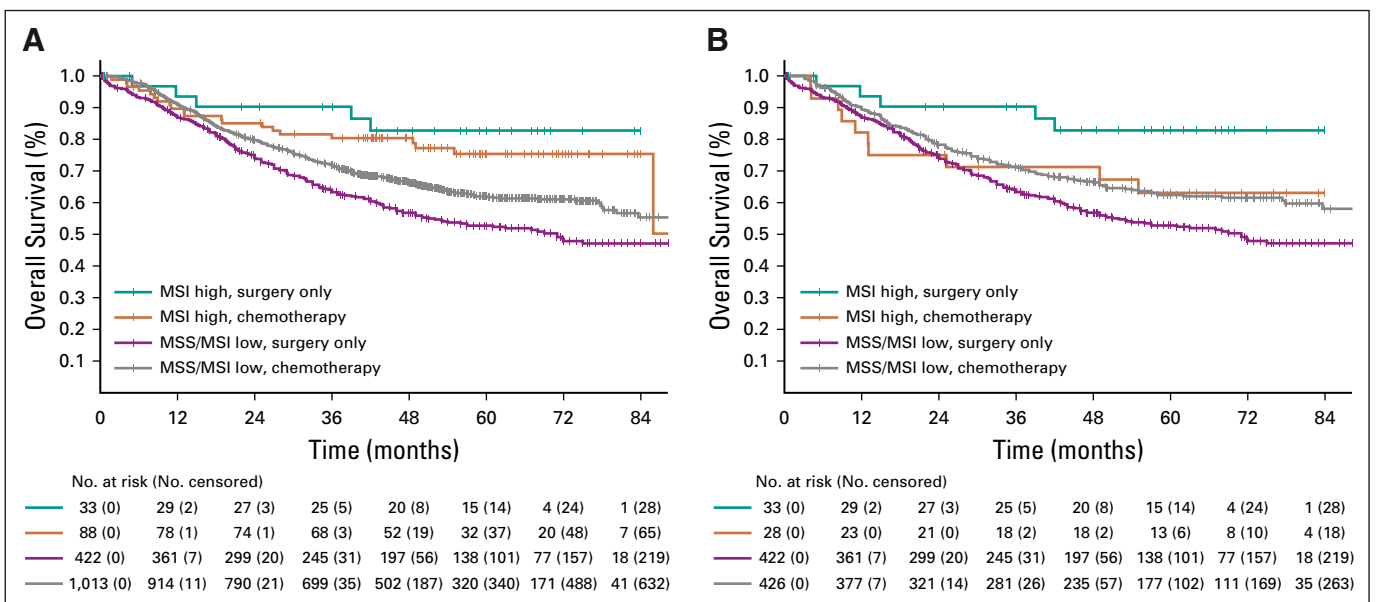 A
Overall Survival (%)
1.0
0.9
0.8
0.7
0.6
0.5
0.4
0.3
0.2
0.1
MSI high, surgery only
MSI high, chemotherapy
MSS/MSI low, surgery only
MSS/MSI low, chemotherapy
0 12 24 36 48 60 72 84
Time (months)
No. at risk (No. censored)
33 (0) 29 (2) 27 (3) 25 (5) 20 (8) 15 (14) 4 (24) 1 (28)
88 (0) 78 (1) 74 (1) 68 (3) 52 (19) 32 (37) 20 (48) 7 (65)
422 (0) 361 (7) 299 (20) 245 (31) 197 (56) 138 (101) 77 (157) 18 (219)
1,013 (0) 914 (11) 790 (21) 699 (35) 502 (187) 320 (340) 171 (488) 41 (632)
B
Overall Survival (%)
1.0
0.9
0.8
0.7
0.6
0.5
0.4
0.3
0.2
0.1
MSI high, surgery only
MSI high, chemotherapy
MSS/MSI low, surgery only
MSS/MSI low, chemotherapy
0 12 24 36 48 60 72 84
Time (months)
No. at risk (No. censored)
33 (0) 29 (2) 27 (3) 25 (5) 20 (8) 15 (14) 4 (24) 1 (28)
28 (0) 23 (0) 21 (0) 18 (2) 18 (2) 13 (6) 8 (10) 4 (18)
422 (0) 361 (7) 299 (20) 245 (31) 197 (56) 138 (101) 77 (157) 18 (219)
426 (0) 377 (7) 321 (14) 281 (26) 235 (57) 177 (102) 111 (169) 35 (263)